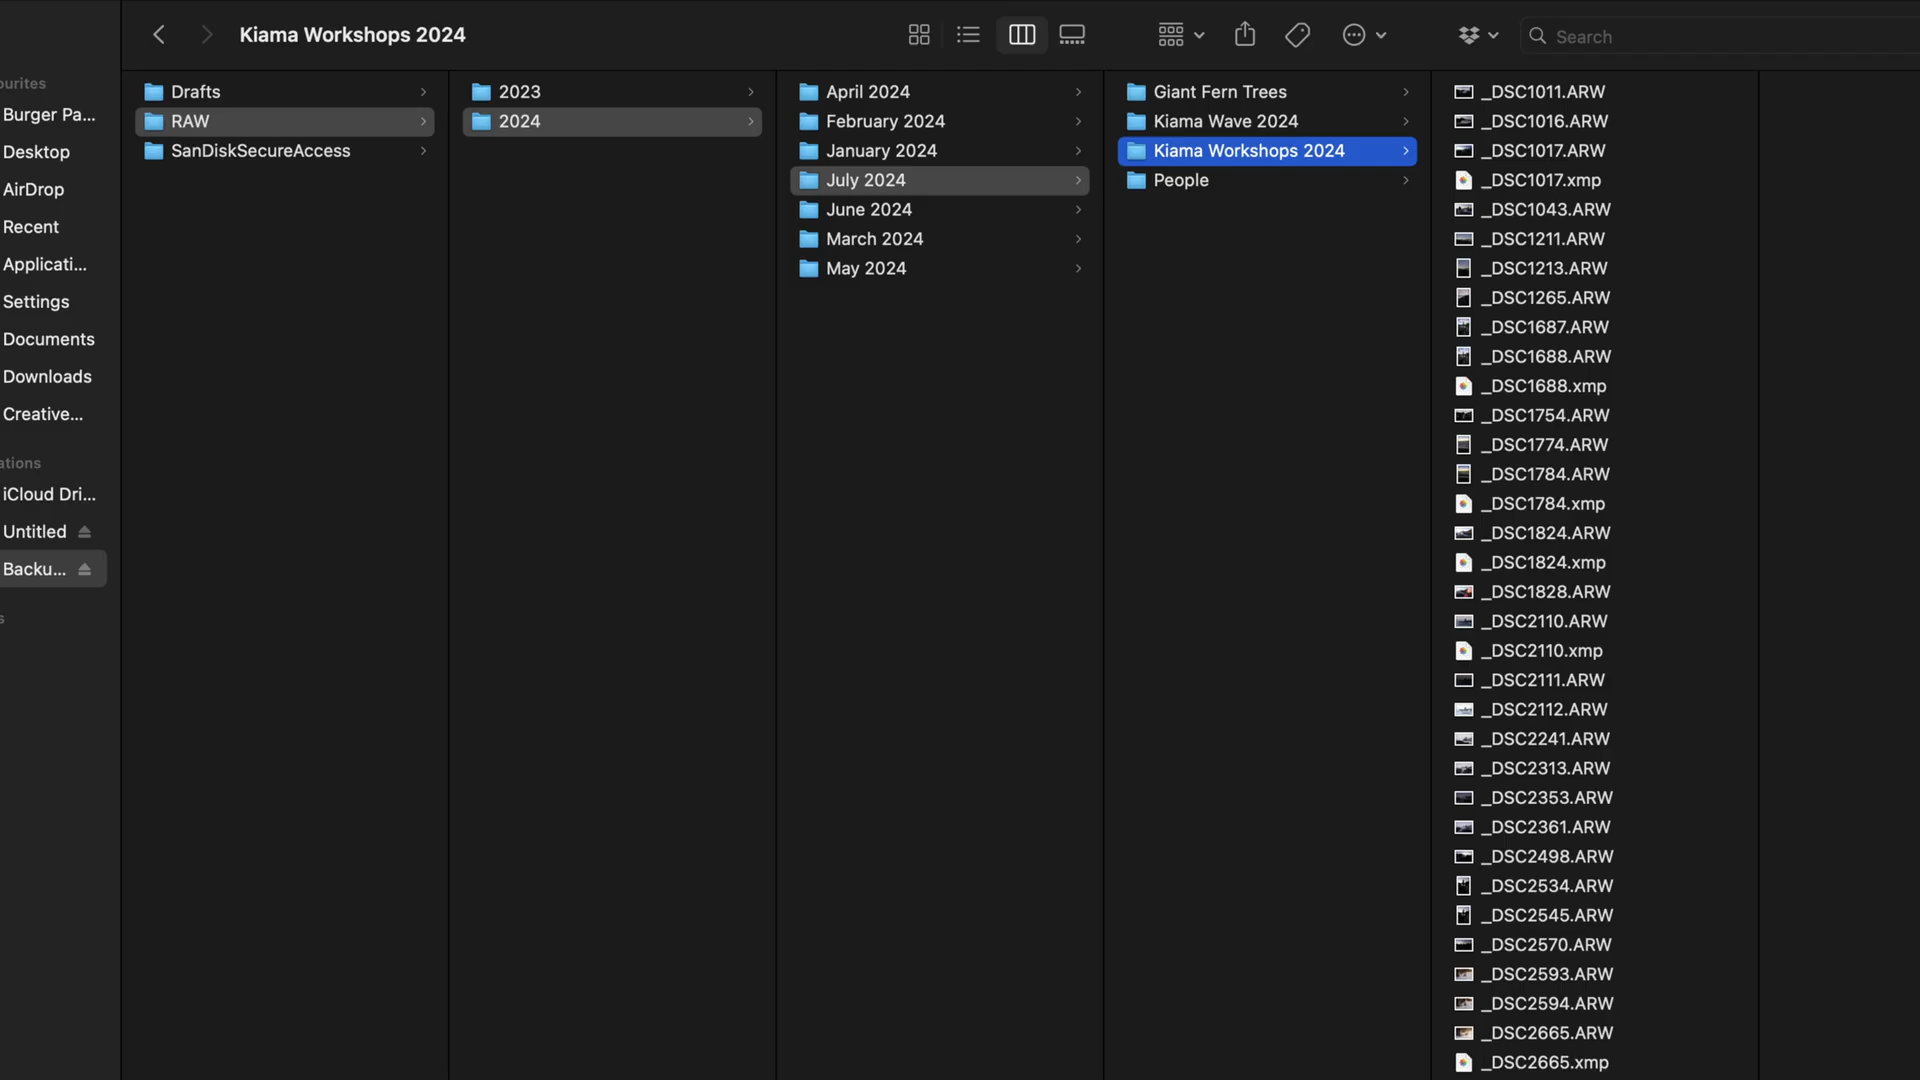 Kiama Workshops 2024
Search
ourites
Burger Pa...
Desktop
AirDrop
Recent
Applicati...
Settings
Documents
Downloads
Creative...
ations
iCloud Dri...
Untitled
Backu...
s
Drafts
RAW
SanDiskSecureAccess
2023
2024
April 2024
February 2024
January 2024
July 2024
June 2024
March 2024
May 2024
Giant Fern Trees
Kiama Wave 2024
Kiama Workshops 2024
People
_DSC1011.ARW
_DSC1016.ARW
_DSC1017.ARW
_DSC1017.xmp
_DSC1043.ARW
_DSC1211.ARW
_DSC1213.ARW
_DSC1265.ARW
_DSC1687.ARW
_DSC1688.ARW
_DSC1688.xmp
_DSC1754.ARW
_DSC1774.ARW
_DSC1784.ARW
_DSC1784.xmp
_DSC1824.ARW
_DSC1824.xmp
_DSC1828.ARW
_DSC2110.ARW
_DSC2110.xmp
_DSC2111.ARW
_DSC2112.ARW
_DSC2241.ARW
_DSC2313.ARW
_DSC2353.ARW
_DSC2361.ARW
_DSC2498.ARW
_DSC2534.ARW
_DSC2545.ARW
_DSC2570.ARW
_DSC2593.ARW
_DSC2594.ARW
_DSC2665.ARW
_DSC2665.xmp